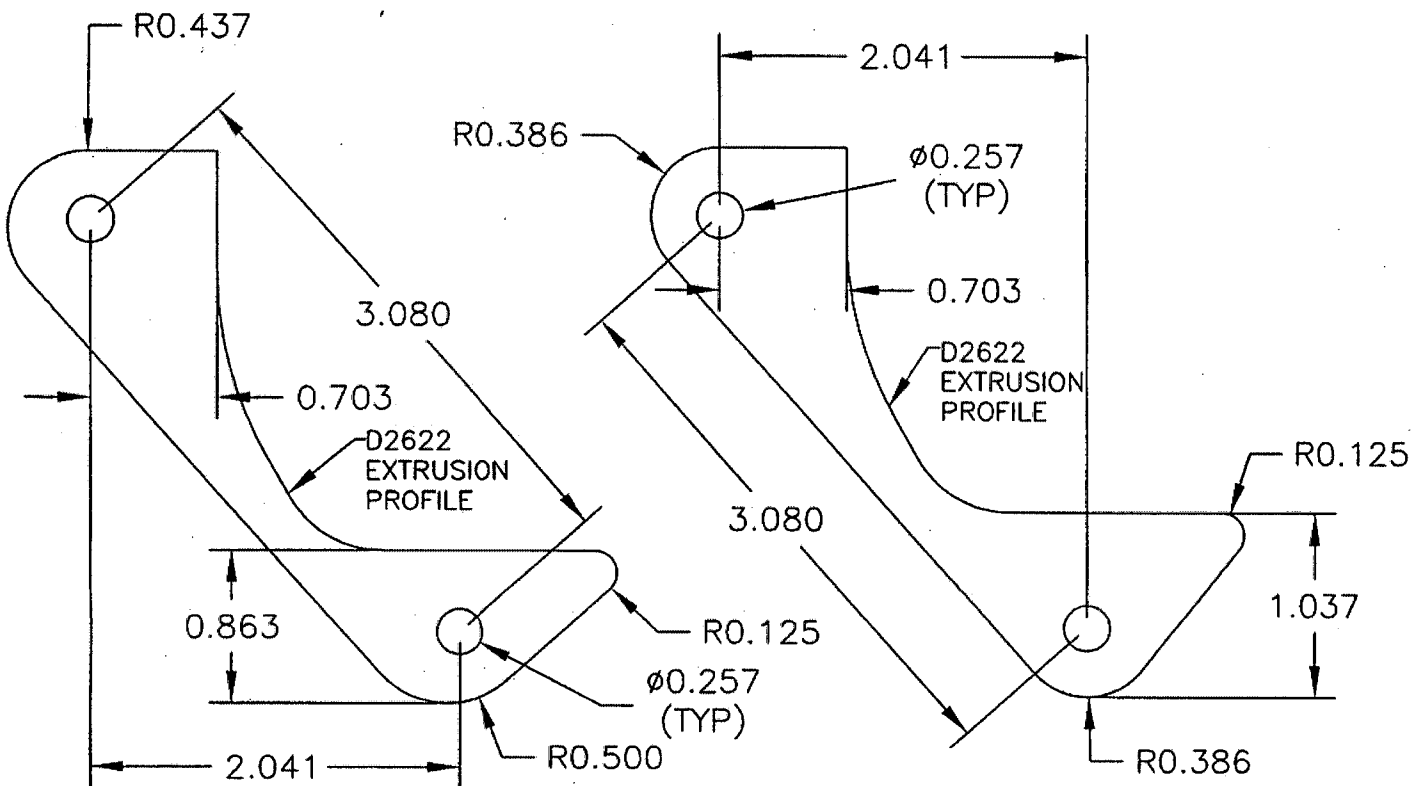 R0.437
3.080
0.703
D2622
EXTRUSION
PROFILE
0.863
R0.125
ø0.257
(TYP)
R0.500
2.041
2.041
R0.386
ø0.257
(TYP)
0.703
D2622
EXTRUSION
PROFILE
R0.125
3.080
1.037
R0.386